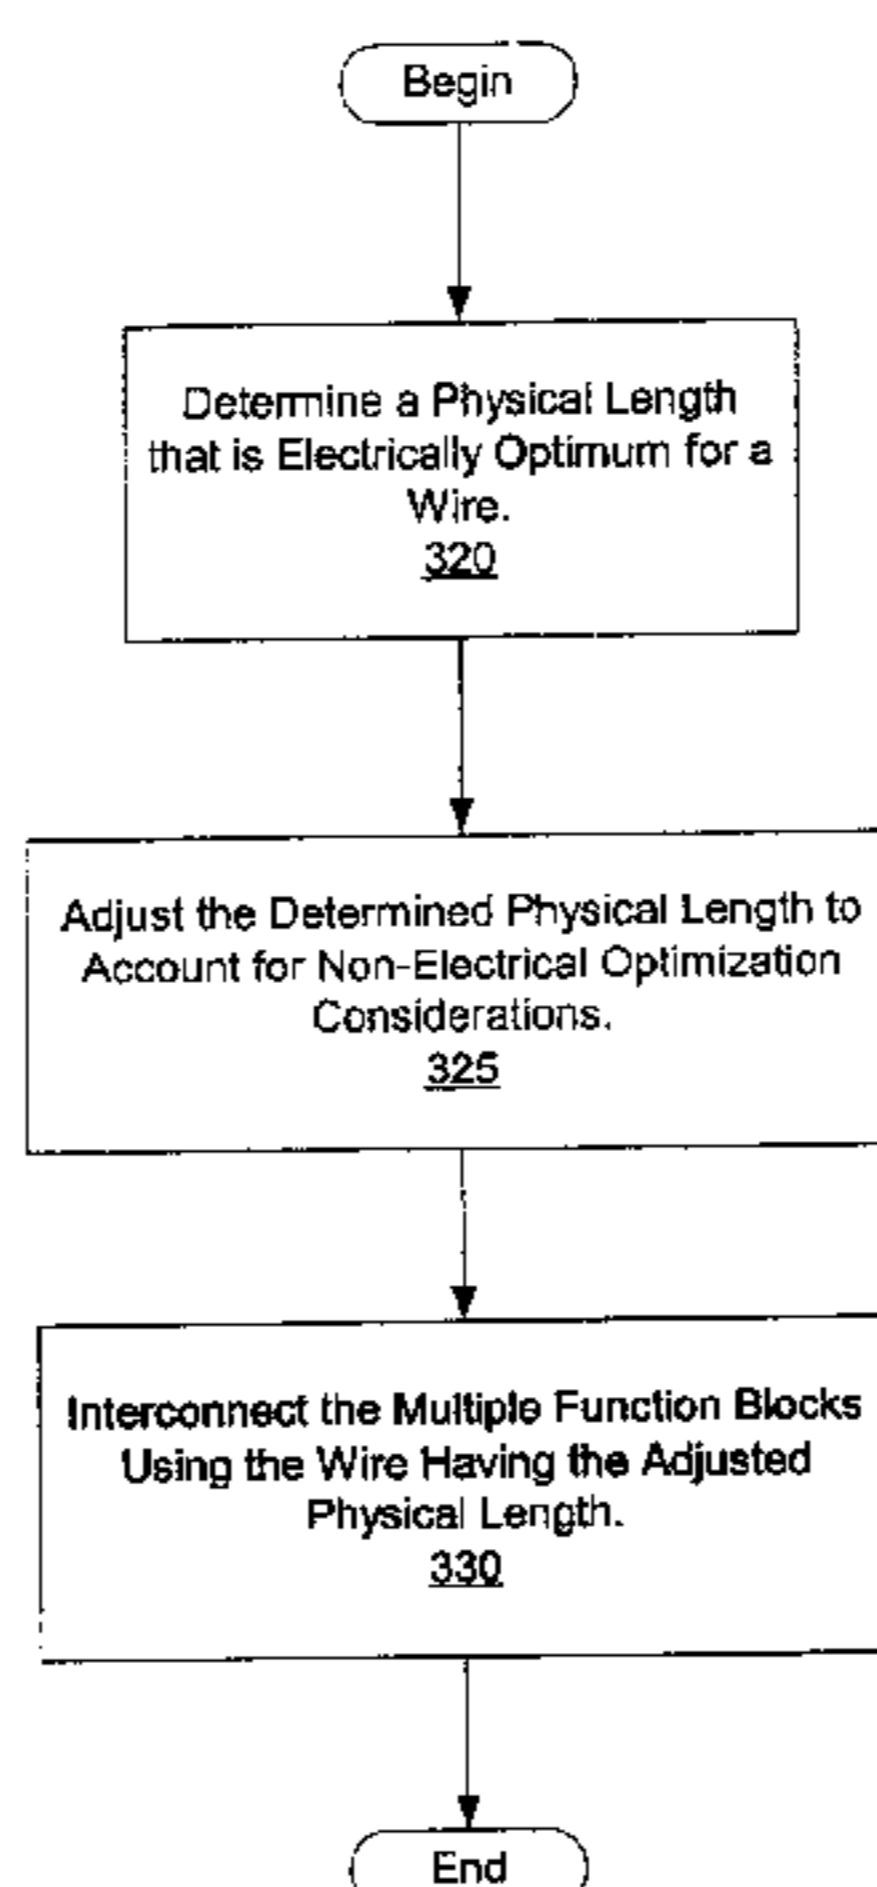 Begin
Determine a Physical Length
that is Electrically Optimum for a
Wire.
320
Adjust the Determined Physical Length to
Account for Non-Electrical Optimization
Considerations.
325
Interconnect the Multiple Function Blocks
Using the Wire Having the Adjusted
Physical Length.
330
End